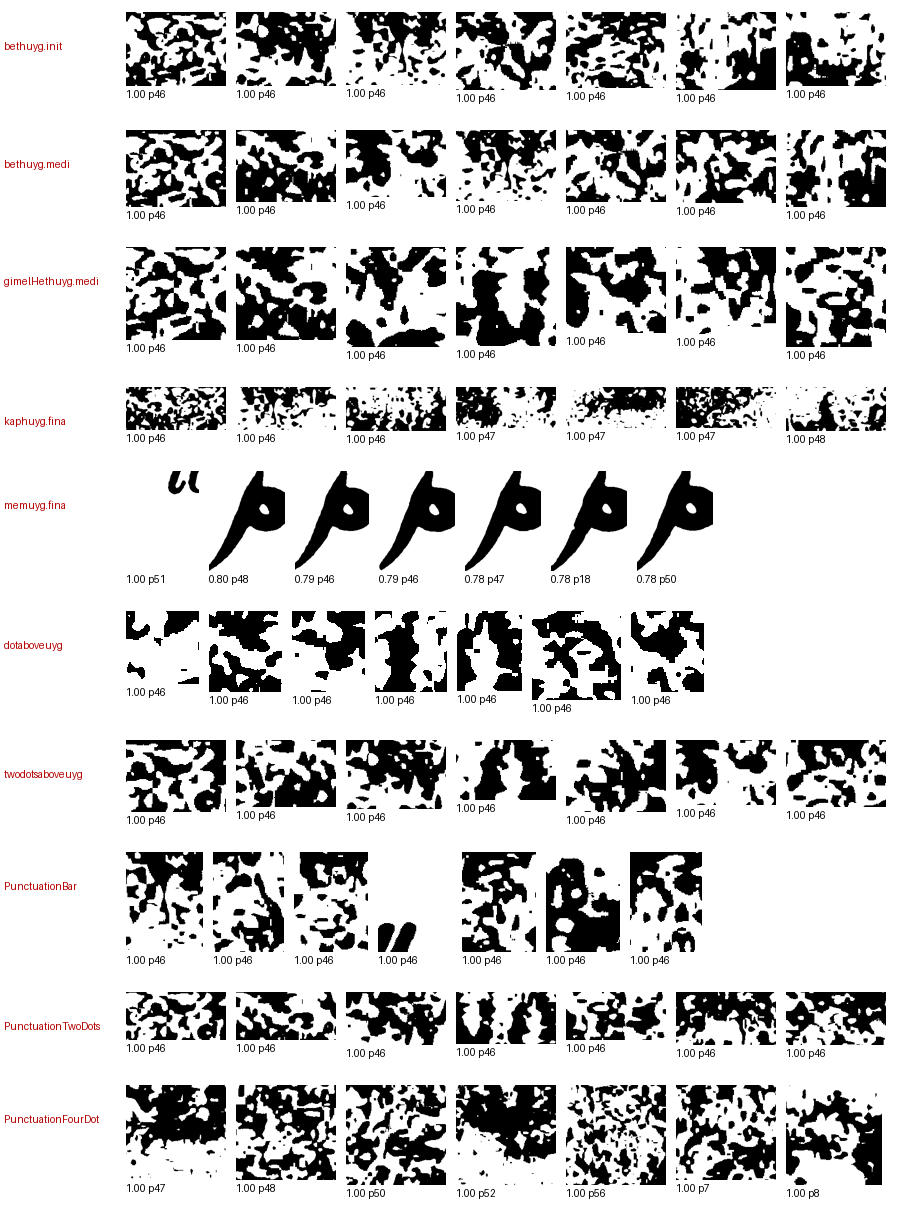 bethuyg.init
1.00 p46 1.00 p46 1.00 p46 1.00 p46 1.00 p46 1.00 p46 1.00 p46
bethuyg.medi
1.00 p46 1.00 p46 1.00 p46 1.00 p46 1.00 p46 1.00 p46 1.00 p46
gimelHethuyg.medi
1.00 p46 1.00 p46 1.00 p46 1.00 p46 1.00 p46 1.00 p46 1.00 p46
kaphuyg.fina
1.00 p46 1.00 p46 1.00 p46 1.00 p47 1.00 p47 1.00 p47 1.00 p48
memuyg.fina
1.00 p51 0.80 p48 0.79 p46 0.79 p46 0.78 p47 0.78 p18 0.78 p50
dotaboveuyg
1.00 p46 1.00 p46 1.00 p46 1.00 p46 1.00 p46 1.00 p46 1.00 p46
twodotsaboveuyg
1.00 p46 1.00 p46 1.00 p46 1.00 p46 1.00 p46 1.00 p46 1.00 p46
PunctuationBar
1.00 p46 1.00 p46 1.00 p46 1.00 p46 1.00 p46 1.00 p46 1.00 p46
PunctuationTwoDots
1.00 p46 1.00 p46 1.00 p46 1.00 p46 1.00 p46 1.00 p46 1.00 p46
PunctuationFourDot
1.00 p47 1.00 p48 1.00 p50 1.00 p52 1.00 p56 1.00 p7 1.00 p8